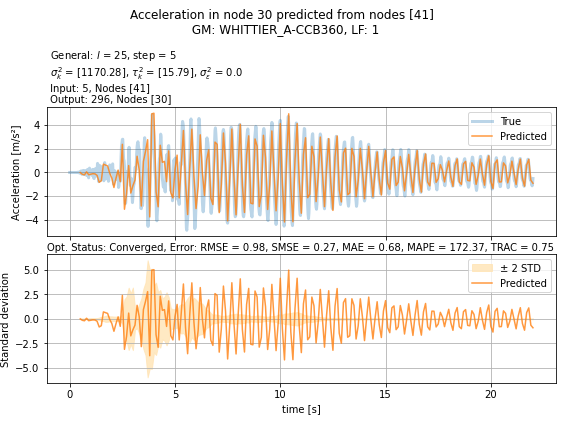 Acceleration in node 30 predicted from nodes [41]
GM: WHITTIER_A-CCB360, LF: 1
General: l = 25, step = 5
σ²ₖ = [1170.28], τ²ₖ = [15.79], σ²ε = 0.0
Input: 5, Nodes [41]
Output: 296, Nodes [30]
Acceleration [m/s²]
4
2
0
−2
−4
True
Predicted
Opt. Status: Converged, Error: RMSE = 0.98, SMSE = 0.27, MAE = 0.68, MAPE = 172.37, TRAC = 0.75
Standard deviation
5.0
2.5
0.0
−2.5
−5.0
± 2 STD
Predicted
0 5 10 15 20
time [s]